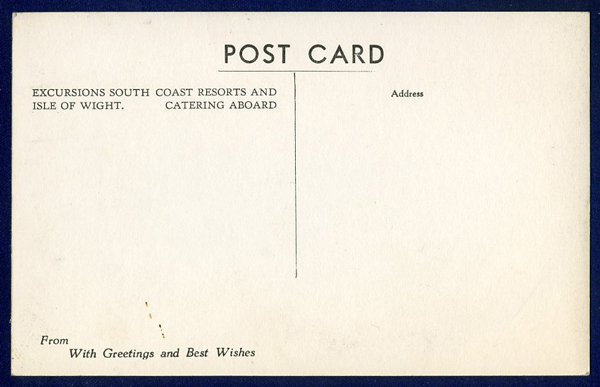 POST CARD
EXCURSIONS SOUTH COAST RESORTS AND
ISLE OF WIGHT. CATERING ABOARD
Address
From
With Greetings and Best Wishes